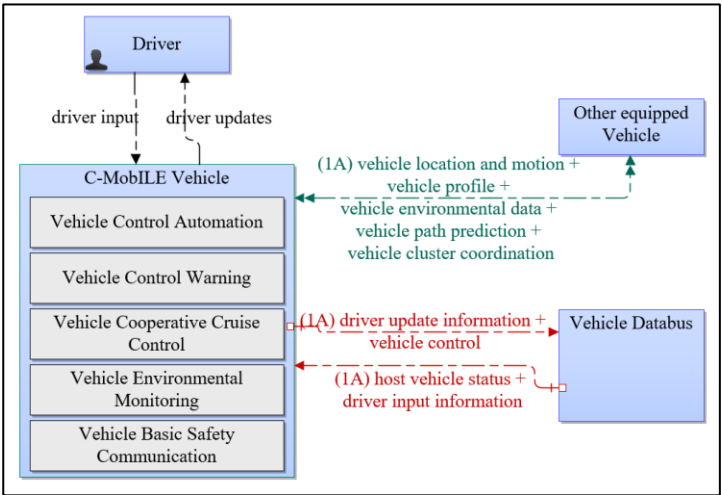 Driver
driver input
driver updates
Other equipped
Vehicle
(1A) vehicle location and motion +
vehicle profile +
vehicle environmental data +
vehicle path prediction +
vehicle cluster coordination
C-MobILE Vehicle
Vehicle Control Automation
Vehicle Control Warning
Vehicle Cooperative Cruise
Control
Vehicle Environmental
Monitoring
Vehicle Basic Safety
Communication
(1A) driver update information +
vehicle control
(1A) host vehicle status +
driver input information
Vehicle Databus